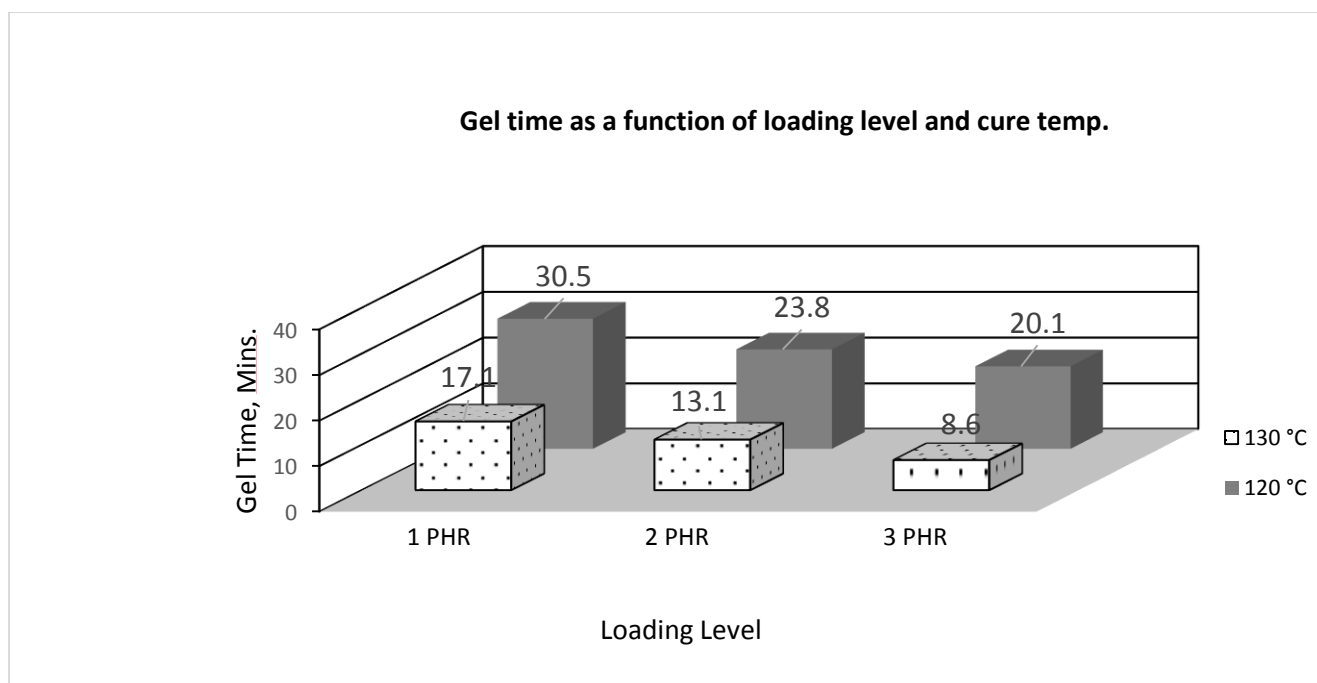 Gel time as a function of loading level and cure temp.
30.5
23.8
20.1
17.1
13.1
8.6
40
30
20
10
0
Gel Time, Mins.
1 PHR
2 PHR
3 PHR
Loading Level
130 °C
120 °C